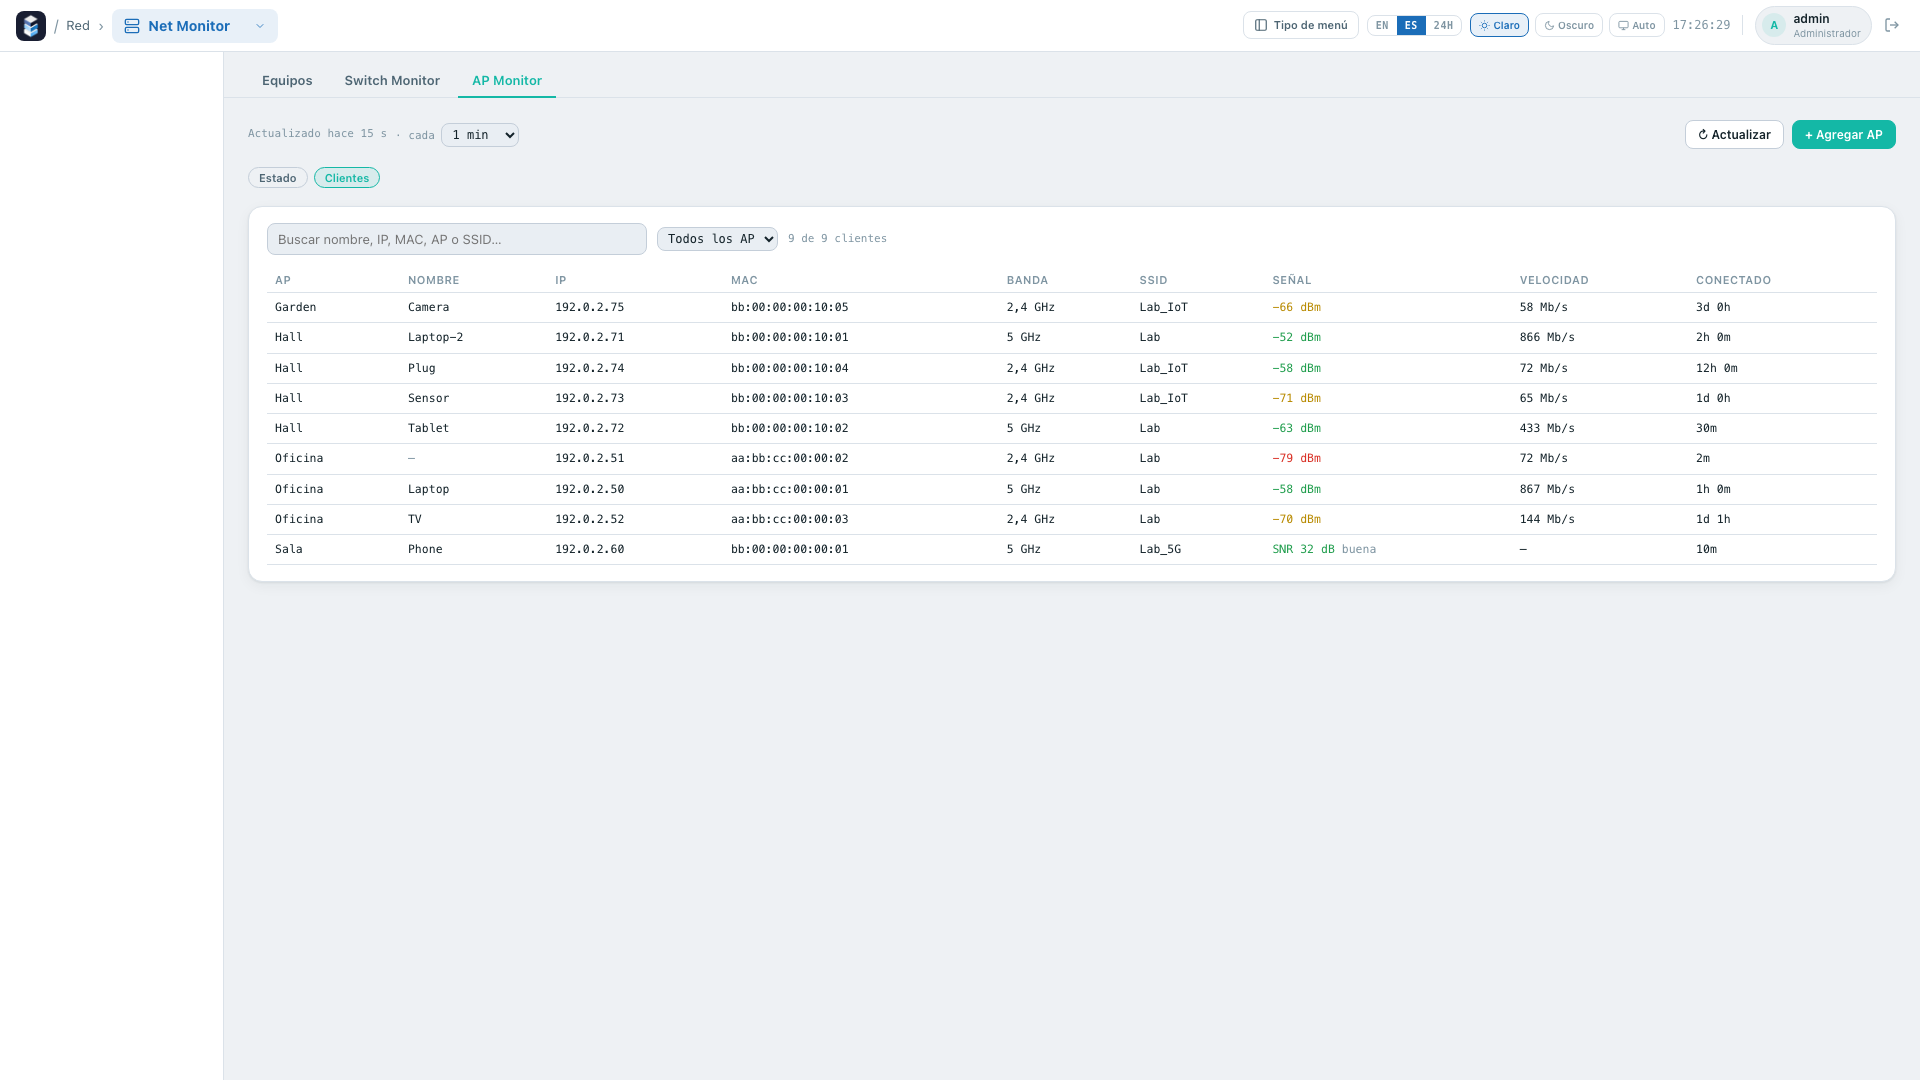 / Red › Net Monitor
Tipo de menú EN ES 24H Claro Oscuro Auto 17:26:29 A admin Administrador
Equipos Switch Monitor AP Monitor
Actualizado hace 15 s · cada 1 min
↻ Actualizar + Agregar AP
Estado Clientes
Buscar nombre, IP, MAC, AP o SSID... Todos los AP 9 de 9 clientes
AP NOMBRE IP MAC BANDA SSID SEÑAL VELOCIDAD CONECTADO
Garden Camera 192.0.2.75 bb:00:00:00:10:05 2,4 GHz Lab_IoT −66 dBm 58 Mb/s 3d 0h
Hall Laptop-2 192.0.2.71 bb:00:00:00:10:01 5 GHz Lab −52 dBm 866 Mb/s 2h 0m
Hall Plug 192.0.2.74 bb:00:00:00:10:04 2,4 GHz Lab_IoT −58 dBm 72 Mb/s 12h 0m
Hall Sensor 192.0.2.73 bb:00:00:00:10:03 2,4 GHz Lab_IoT −71 dBm 65 Mb/s 1d 0h
Hall Tablet 192.0.2.72 bb:00:00:00:10:02 5 GHz Lab −63 dBm 433 Mb/s 30m
Oficina — 192.0.2.51 aa:bb:cc:00:00:02 2,4 GHz Lab −79 dBm 72 Mb/s 2m
Oficina Laptop 192.0.2.50 aa:bb:cc:00:00:01 5 GHz Lab −58 dBm 867 Mb/s 1h 0m
Oficina TV 192.0.2.52 aa:bb:cc:00:00:03 2,4 GHz Lab −70 dBm 144 Mb/s 1d 1h
Sala Phone 192.0.2.60 bb:00:00:00:00:01 5 GHz Lab_5G SNR 32 dB buena — 10m